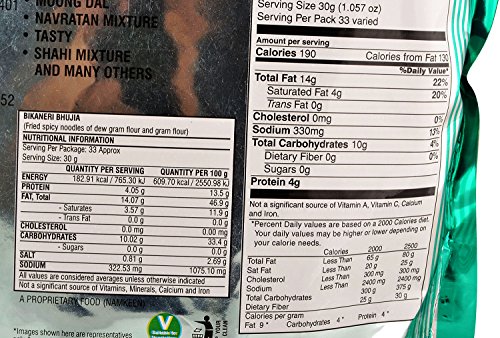 MOONG DAL
• NAVRATAN MIXTURE
• TASTY
• SHAHI MIXTURE
AND MANY OTHERS
52
BIKANERI BHUJIA
(Fried spicy noodles of dew gram flour and gram flour)
NUTRITIONAL INFORMATION
Serving Per Package: 33 Approx
Serving Size: 30 g
QUANTITY PER SERVING QUANTITY PER 100 g
ENERGY 182.91 kcal / 765.30 kJ 609.70 kcal / 2550.98 kJ
PROTEIN 4.05 g 13.5 g
FAT, Total 14.07 g 46.9 g
- Saturates 3.57 g 11.9 g
- Trans Fat 0.0 g 0.0 g
CHOLESTEROL 0.0 mg 0.0 mg
CARBOHYDRATES 10.02 g 33.4 g
- Sugars 0.0 g 0.0 g
SALT 0.81 g 2.69 g
SODIUM 322.53 mg 1075.10 mg
All values are considered averages unless otherwise indicated
Not a significant source of Vitamins, Minerals, Calcium and Iron
A PROPRIETARY FOOD (NAMKEEN)
*Images shown here are representatives
V
Serving Size 30g (1.057 oz)
Serving Per Pack 33 varied
Amount per serving
Calories 190 Calories from Fat 130
%Daily Value*
Total Fat 14g 22%
Saturated Fat 4g 20%
Trans Fat 0g
Cholesterol 0mg 0%
Sodium 330mg 13%
Total Carbohydrates 10g 4%
Dietary Fiber 0g 0%
Sugars 0g
Protein 4g
Not a significant source of Vitamin A, Vitamin C, Calcium
and Iron.
*Percent Daily values are based on a 2000 Calories diet.
Your daily values may be higher or lower depending on
your calorie needs.
Calories 2000 2500
Total Fat Less Than 65 g 80 g
Sat Fat Less Than 20 g 25 g
Cholesterol Less Than 300 mg 300 mg
Sodium Less Than 2400 mg 2400 mg
Total Carbohydrates 300 g 375 g
Dietary Fiber 25 g 30 g
Calories per gram
Fat 9 * Carbohydrates 4 * Protein 4 *